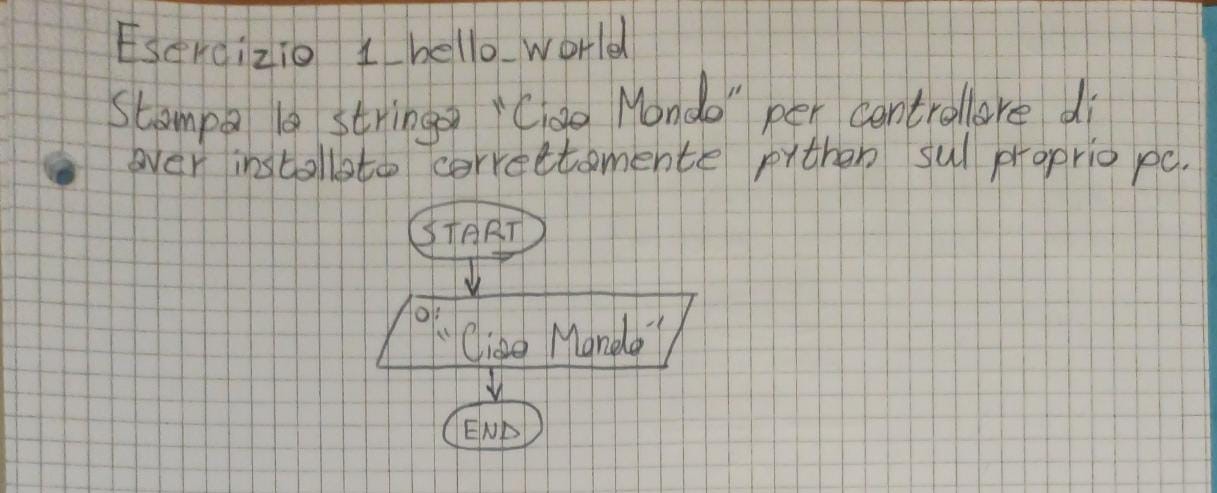 Esercizio 1_hello_world
Stampa la stringa "Ciao Mondo" per controllare di
aver installato correttamente python sul proprio pc.
START
O: "Ciao Mondo"
END